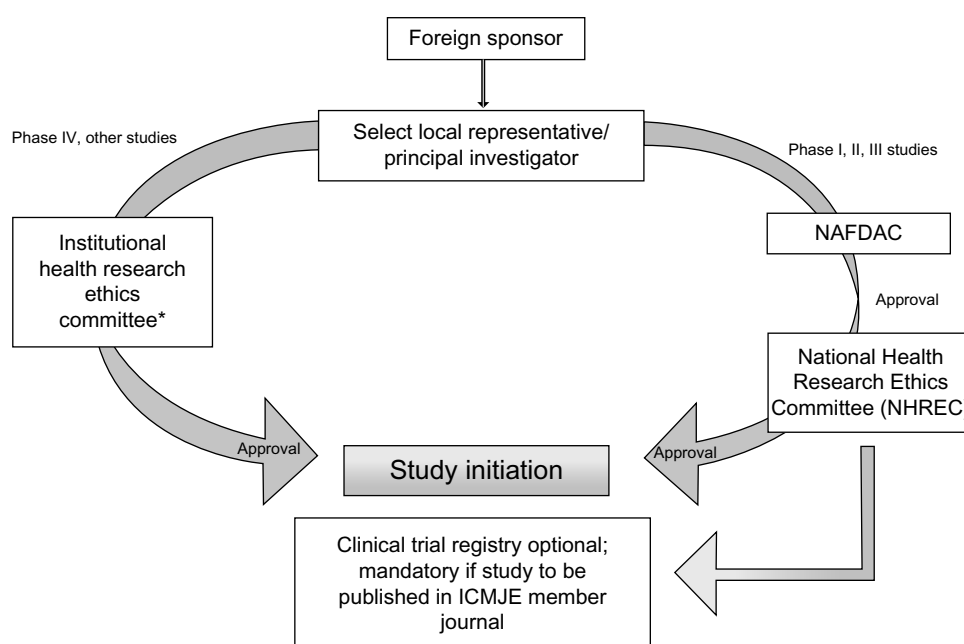 Foreign sponsor
Select local representative/
principal investigator
Phase IV, other studies
Phase I, II, III studies
Institutional
health research
ethics
committee*
NAFDAC
Approval
National Health
Research Ethics
Committee (NHREC
Approval
Approval
Study initiation
Clinical trial registry optional;
mandatory if study to be
published in ICMJE member
journal